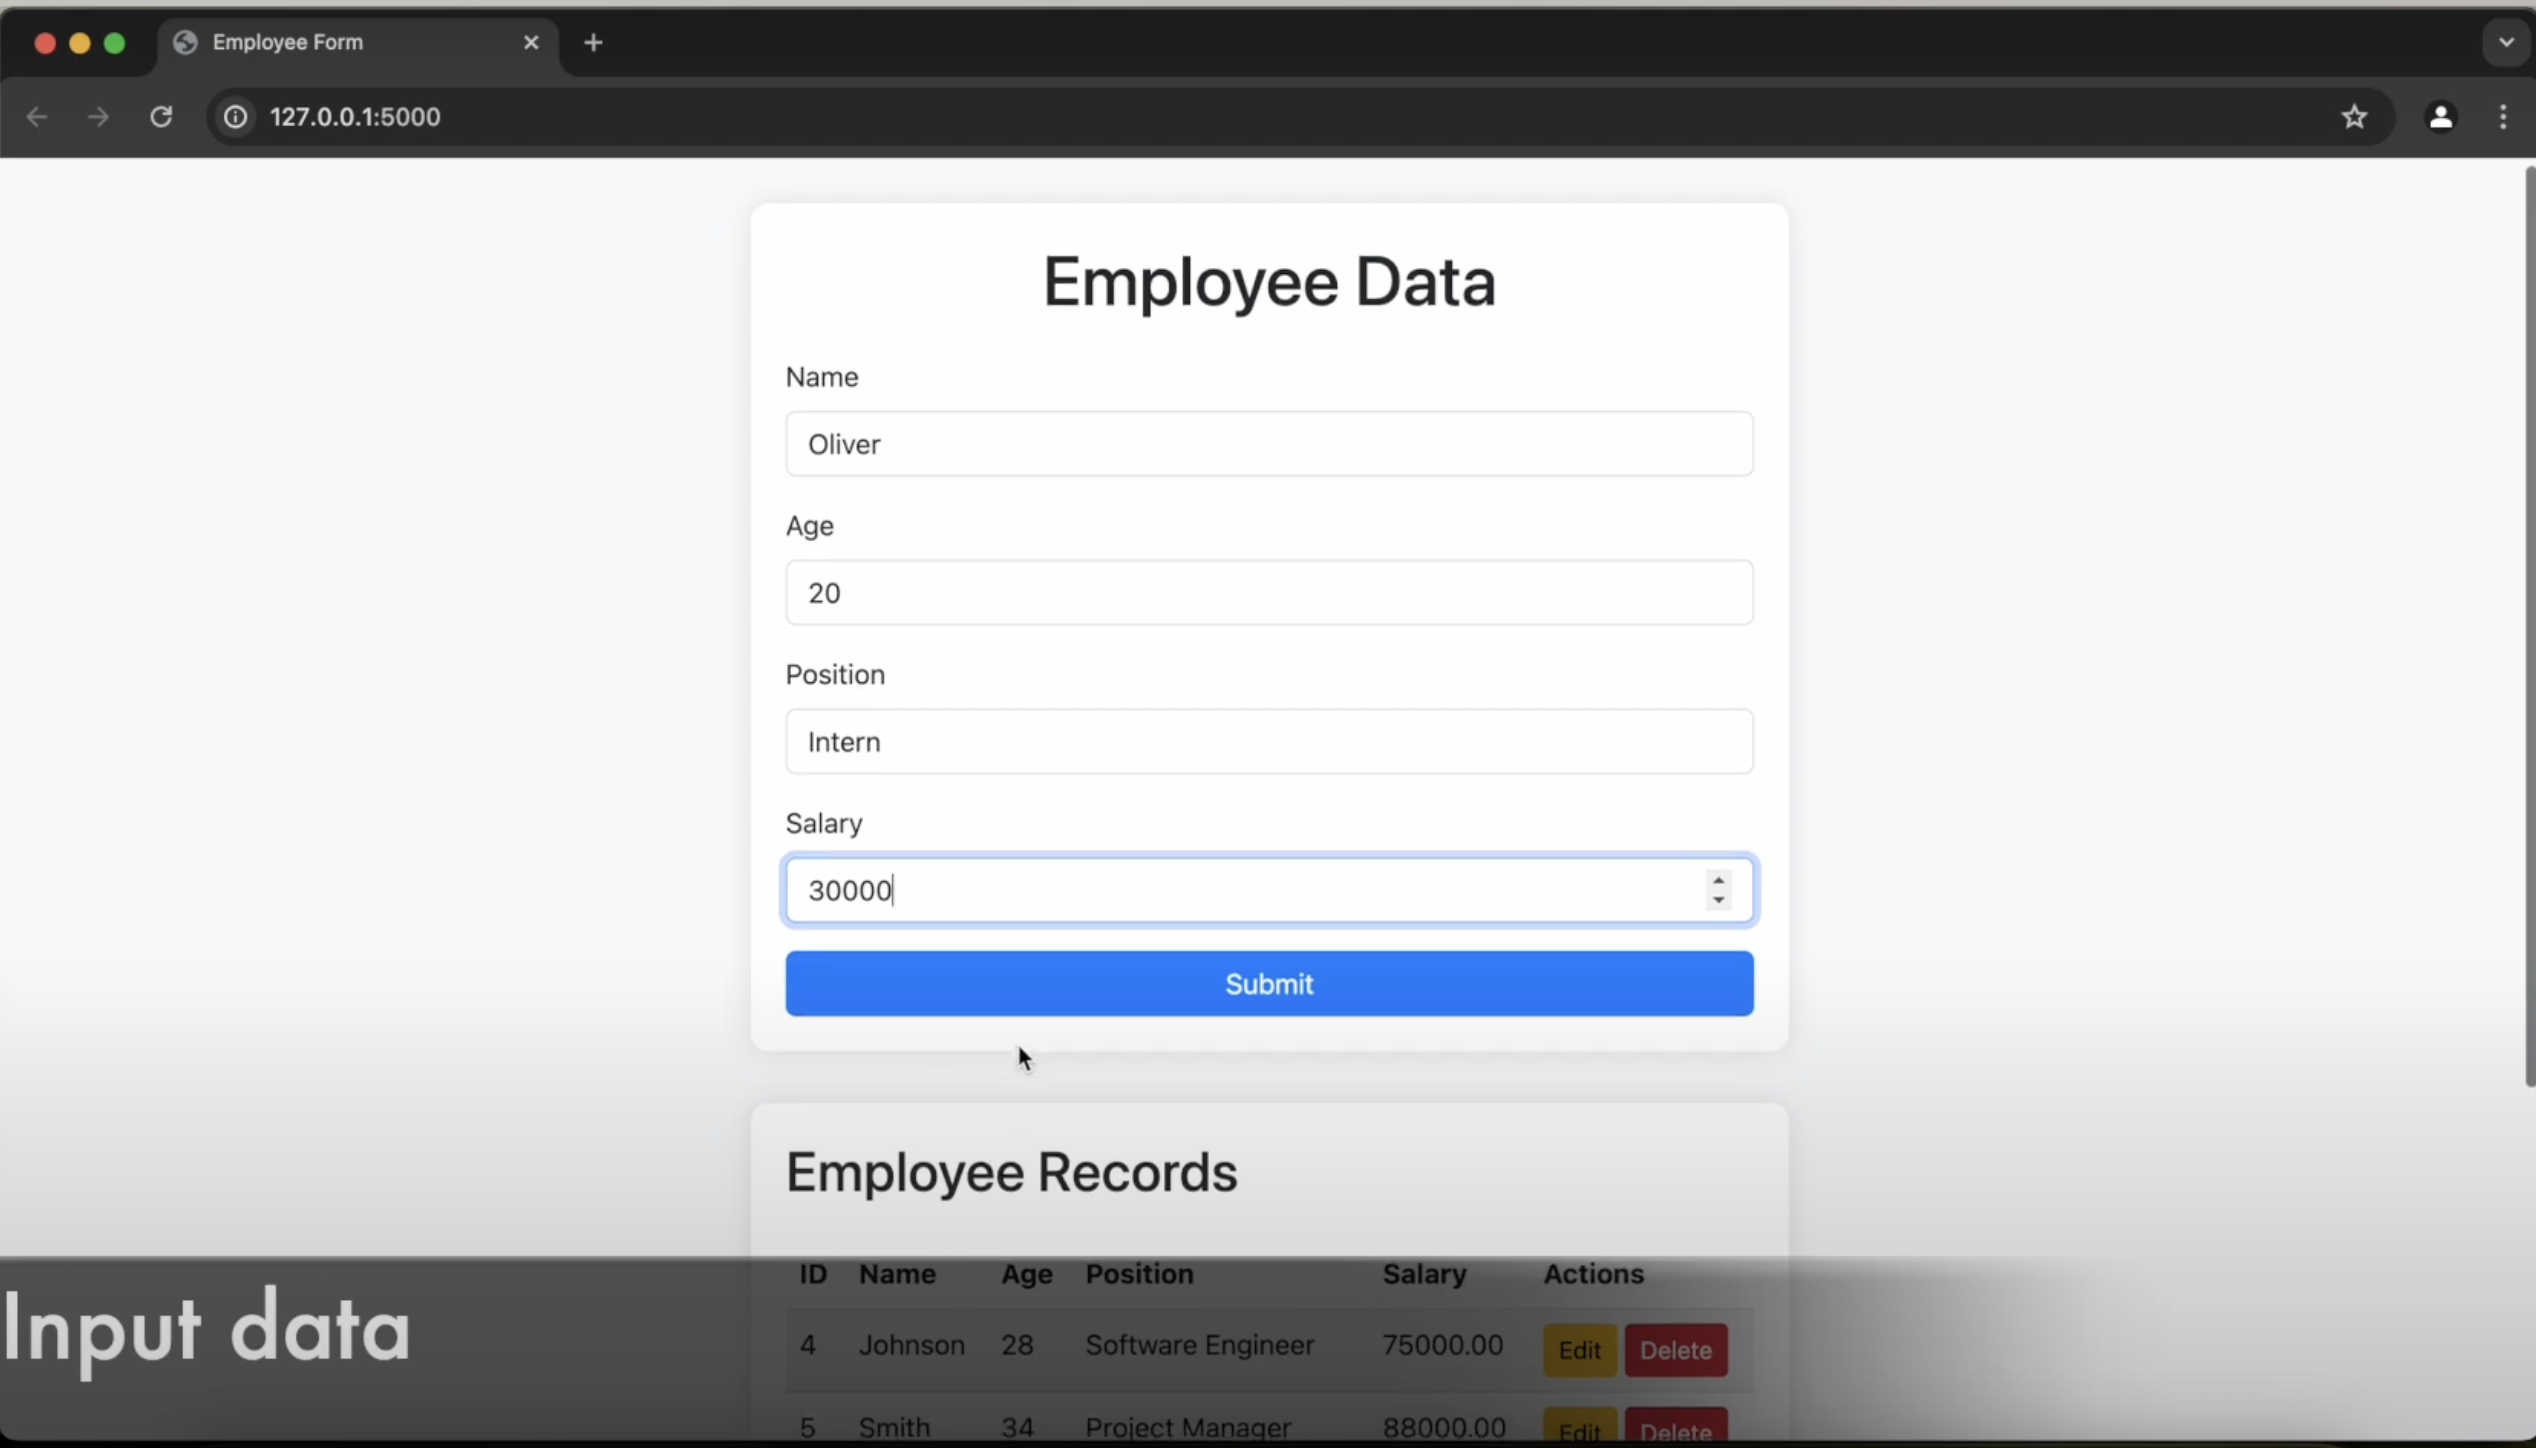 Employee Form
127.0.0.1:5000
Employee Data
Name
Oliver
Age
20
Position
Intern
Salary
30000
Submit
Employee Records
ID Name Age Position Salary Actions
4 Johnson 28 Software Engineer 75000.00 Edit Delete
5 Smith 34 Project Manager 88000.00 Edit Delete
Input data